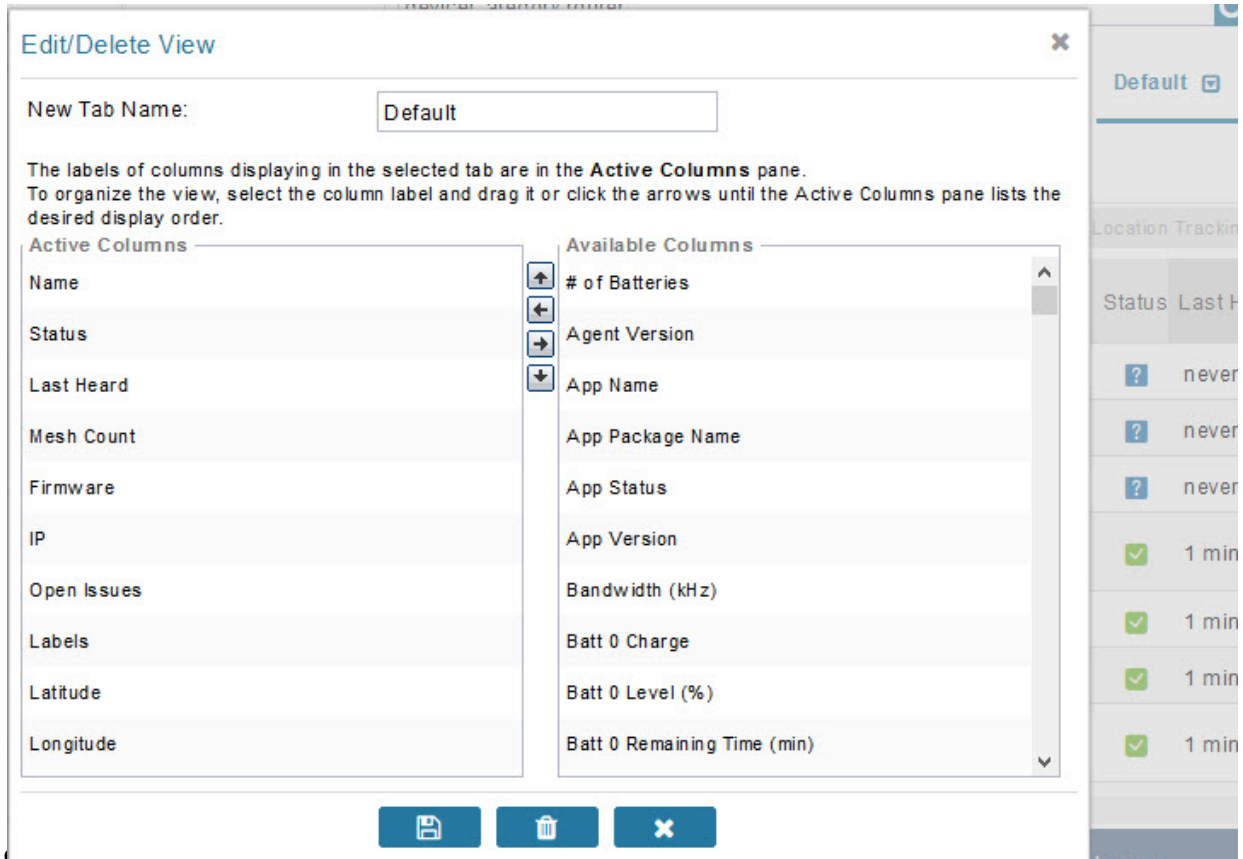 Edit/Delete View
New Tab Name:
Default
The labels of columns displaying in the selected tab are in the Active Columns pane.
To organize the view, select the column label and drag it or click the arrows until the Active Columns pane lists the
desired display order.
Active Columns
Name
Status
Last Heard
Mesh Count
Firmware
IP
Open Issues
Labels
Latitude
Longitude
Available Columns
# of Batteries
Agent Version
App Name
App Package Name
App Status
App Version
Bandwidth (kHz)
Batt 0 Charge
Batt 0 Level (%)
Batt 0 Remaining Time (min)
Default
Location Trackin
Status Last H
? never
? never
? never
1 min
1 min
1 min
1 min